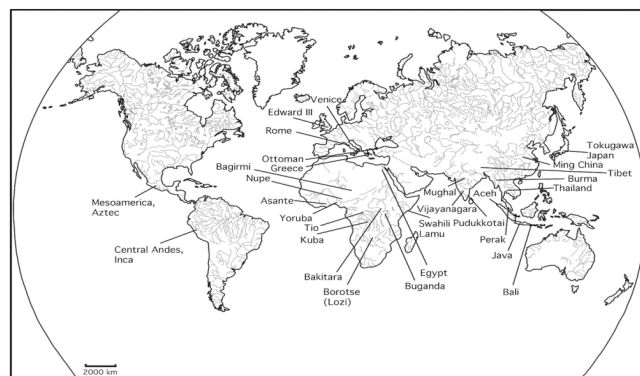 Venice
Edward III
Rome
Ottoman
Greece
Bagirmi
Nupe
Asante
Yoruba
Tio
Kuba
Mesoamerica,
Aztec
Central Andes,
Inca
Bakitara
Borotse
(Lozi)
Buganda
Egypt
Swahili
Lamu
Mughal
Vijayanagara
Pudukkotai
Aceh
Tokugawa
Japan
Ming China
Tibet
Burma
Thailand
Perak
Java
Bali
2000 km